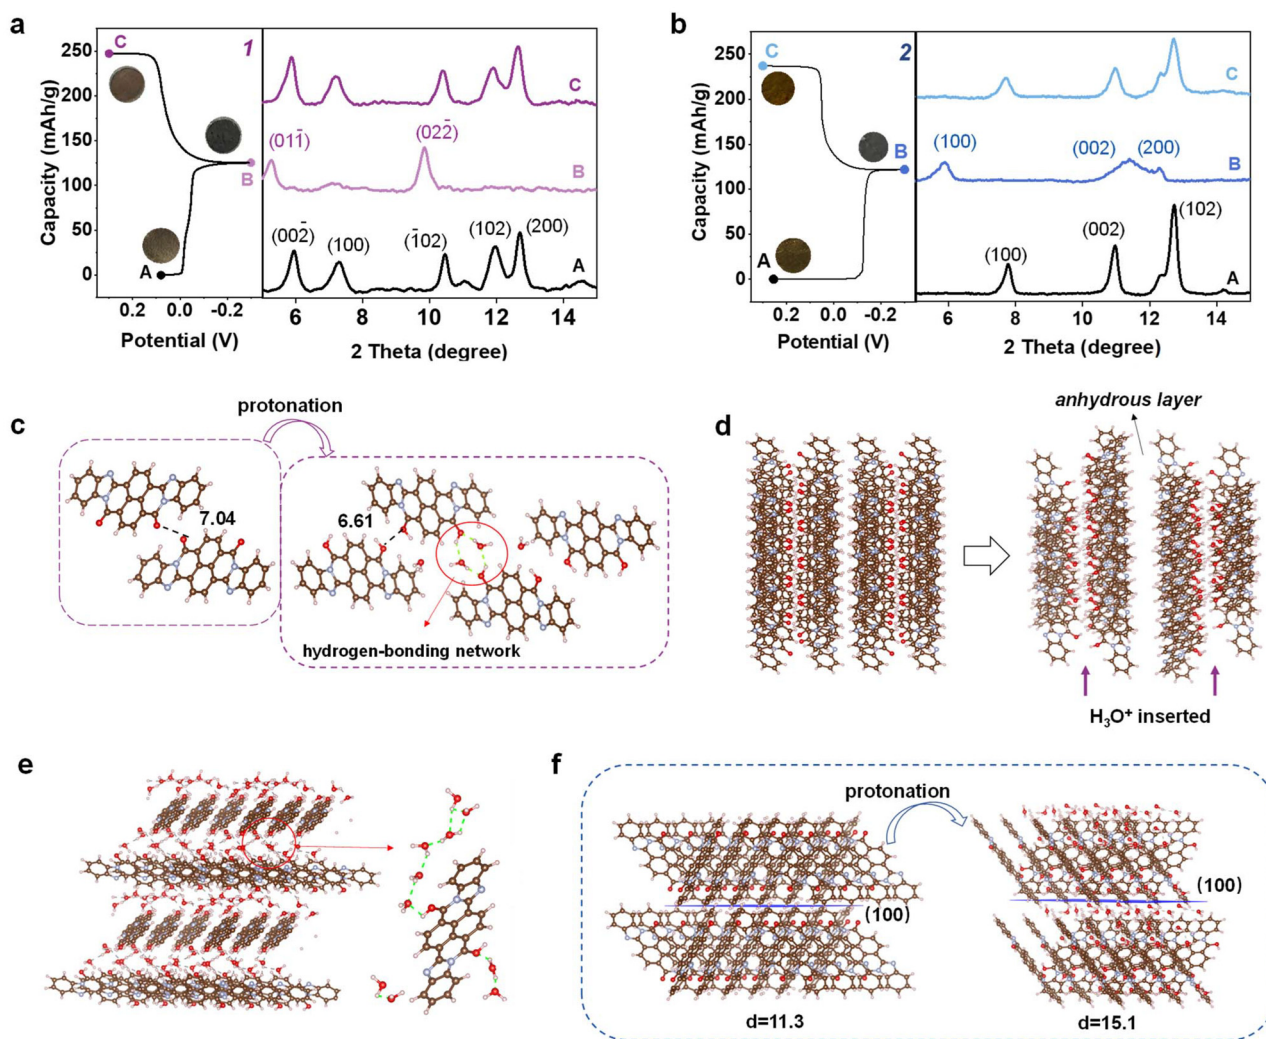 a
C
1
B
A
250
200
150
100
50
0
Capacity (mAh/g)
0.2 0.0 -0.2
Potential (V)
C
(011̄) (022̄)
B
(002̄) (100) (1̄02) (102) (200)
A
6 8 10 12 14
2 Theta (degree)
b
C
2
B
A
250
200
150
100
50
0
Capacity (mAh/g)
0.2 0.0 -0.2
Potential (V)
C
(100) (002) (200)
B
(100) (002) (102)
A
6 8 10 12 14
2 Theta (degree)
c
protonation
7.04
6.61
hydrogen-bonding network
d
anhydrous layer
H₃O⁺ inserted
e
f
protonation
(100)
(100)
d=11.3
d=15.1